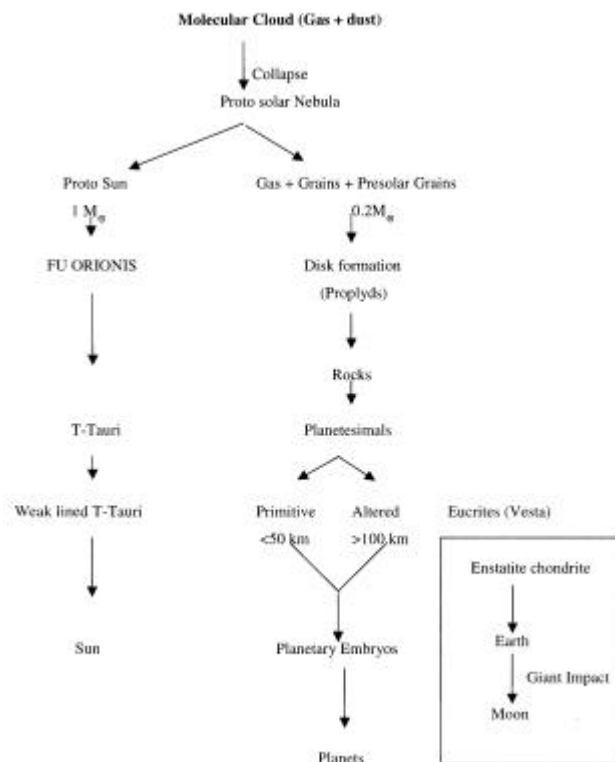 Molecular Cloud (Gas + dust)
Collapse
Proto solar Nebula
Proto Sun
Gas + Grains + Presolar Grains
1 M⊕
0.2M⊕
FU ORIONIS
Disk formation
(Proplyds)
Rocks
T-Tauri
Planetesimals
Weak lined T-Tauri
Primitive
Altered
Eucrites (Vesta)
<50 km
>100 km
Enstatite chondrite
Earth
Sun
Planetary Embryos
Giant Impact
Moon
Planets